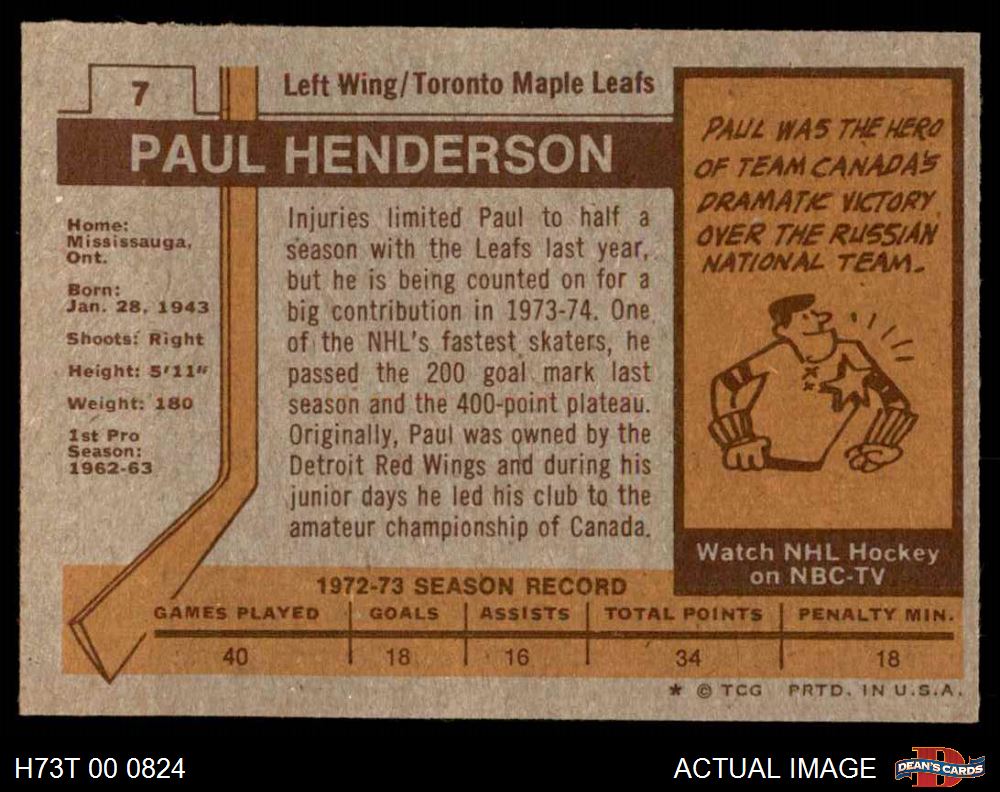 7
Left Wing/Toronto Maple Leafs
PAUL HENDERSON
Home:
Mississauga,
Ont.
Born:
Jan. 28, 1943
Shoots: Right
Height: 5'11"
Weight: 180
1st Pro
Season:
1962-63
Injuries limited Paul to half a
season with the Leafs last year,
but he is being counted on for a
big contribution in 1973-74. One
of the NHL's fastest skaters, he
passed the 200 goal mark last
season and the 400-point plateau.
Originally, Paul was owned by the
Detroit Red Wings and during his
junior days he led his club to the
amateur championship of Canada.
PAUL WAS THE HERO
OF TEAM CANADA'S
DRAMATIC VICTORY
OVER THE RUSSIAN
NATIONAL TEAM.
Watch NHL Hockey
on NBC-TV
1972-73 SEASON RECORD
GAMES PLAYED GOALS ASSISTS TOTAL POINTS PENALTY MIN.
40 18 16 34 18
* © TCG PRTD. IN U.S.A.
H73T 00 0824
ACTUAL IMAGE
DEAN'S CARDS